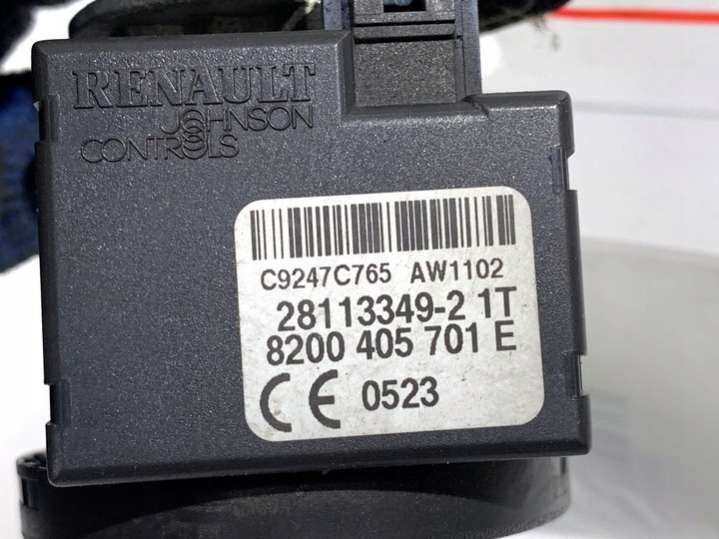 RENAULT
JOHNSON
CONTROLS
C9247C765 AW1102
28113349-2 1T
8200 405 701 E
CE 0523